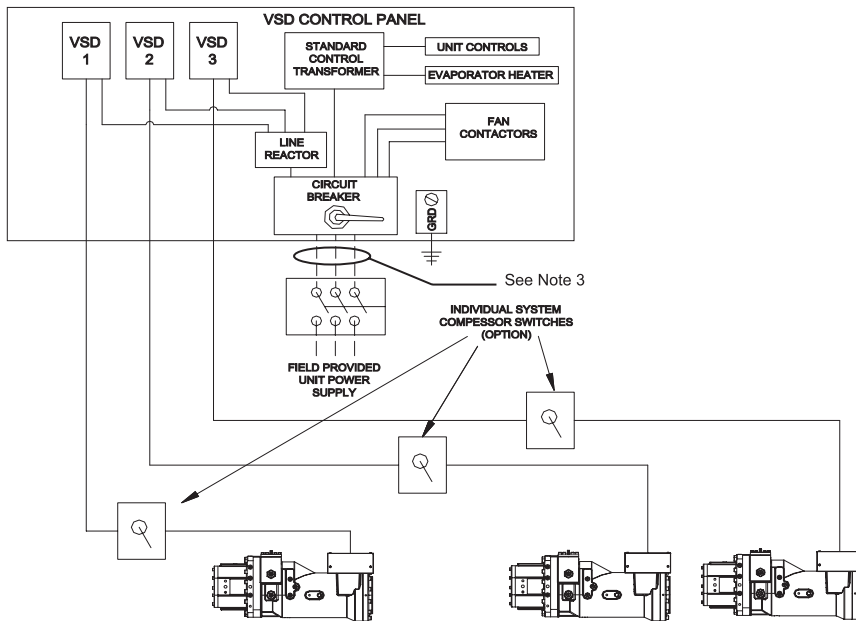 VSD CONTROL PANEL
VSD
1
VSD
2
VSD
3
STANDARD
CONTROL
TRANSFORMER
UNIT CONTROLS
EVAPORATOR HEATER
FAN
CONTACTORS
LINE
REACTOR
CIRCUIT
BREAKER
GRD
See Note 3
INDIVIDUAL SYSTEM
COMPESSOR SWITCHES
(OPTION)
FIELD PROVIDED
UNIT POWER
SUPPLY